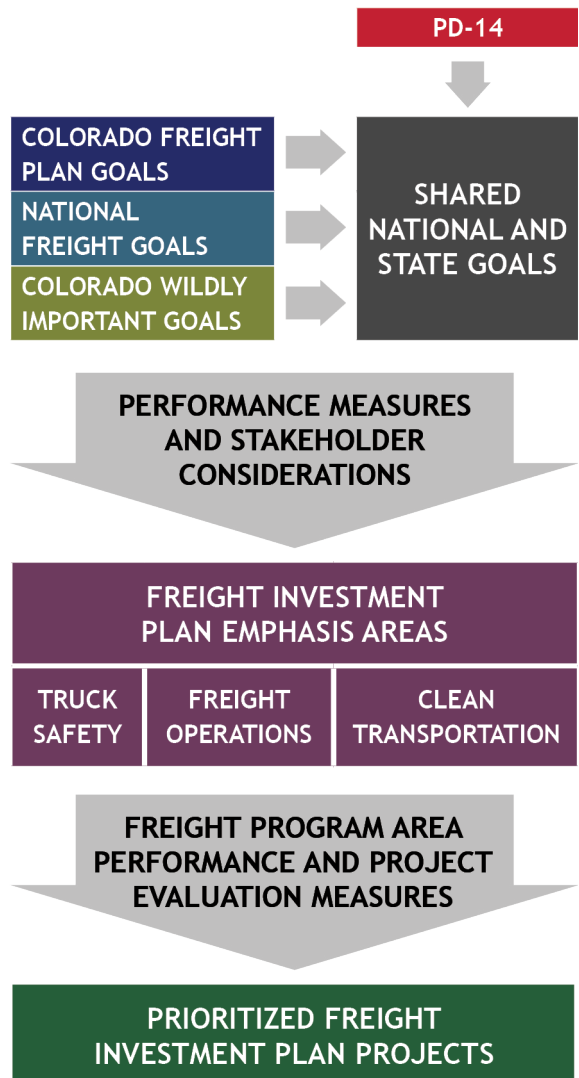 PD-14
COLORADO FREIGHT
PLAN GOALS
NATIONAL
FREIGHT GOALS
COLORADO WILDLY
IMPORTANT GOALS
SHARED
NATIONAL AND
STATE GOALS
PERFORMANCE MEASURES
AND STAKEHOLDER
CONSIDERATIONS
FREIGHT INVESTMENT
PLAN EMPHASIS AREAS
TRUCK
SAFETY
FREIGHT
OPERATIONS
CLEAN
TRANSPORTATION
FREIGHT PROGRAM AREA
PERFORMANCE AND PROJECT
EVALUATION MEASURES
PRIORITIZED FREIGHT
INVESTMENT PLAN PROJECTS